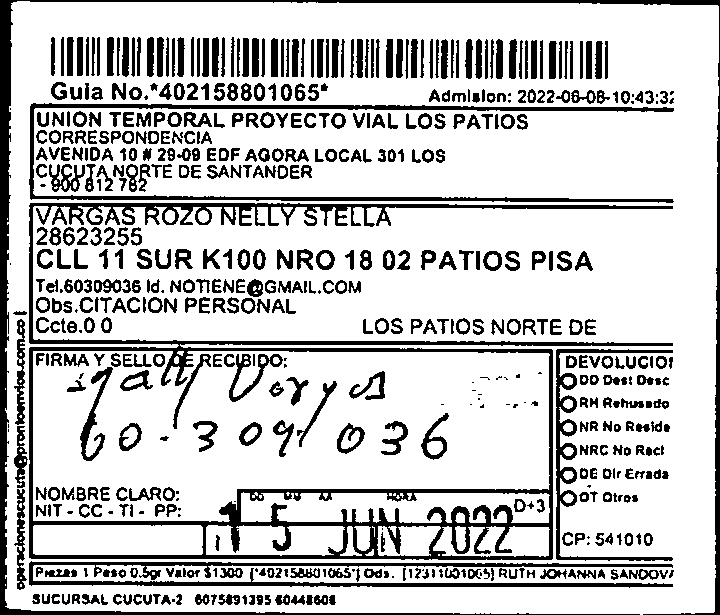 Guia No.*402158801065*
Admision: 2022-06-08-10:43:32
UNION TEMPORAL PROYECTO VIAL LOS PATIOS
CORRESPONDENCIA
AVENIDA 10 # 29-09 EDF AGORA LOCAL 301 LOS
CUCUTA NORTE DE SANTANDER
- 900 812 782
VARGAS ROZO NELLY STELLA
28623255
CLL 11 SUR K100 NRO 18 02 PATIOS PISA
Tel.60309036 Id. NOTIENE@GMAIL.COM
Obs.CITACION PERSONAL
Ccte.0 0 LOS PATIOS NORTE DE
operacionescucuta@prontoenvios.com.co
FIRMA Y SELLO DE RECIBIDO:
Nelly Vargas
60-309 036
DEVOLUCION
DD Dest Desc
RH Rehusado
NR No Reside
NRC No Recl
DE Dir Errada
OT Otros
CP: 541010
NOMBRE CLARO:
NIT - CC - TI - PP:
DD MM AA HORA D+3
15 JUN 2022
Piezas 1 Peso 0.5gr Valor $1300 [*402158801065*] Ods. [12311001065] RUTH JOHANNA SANDOVA
SUCURSAL CUCUTA-2 6075891395 60448608